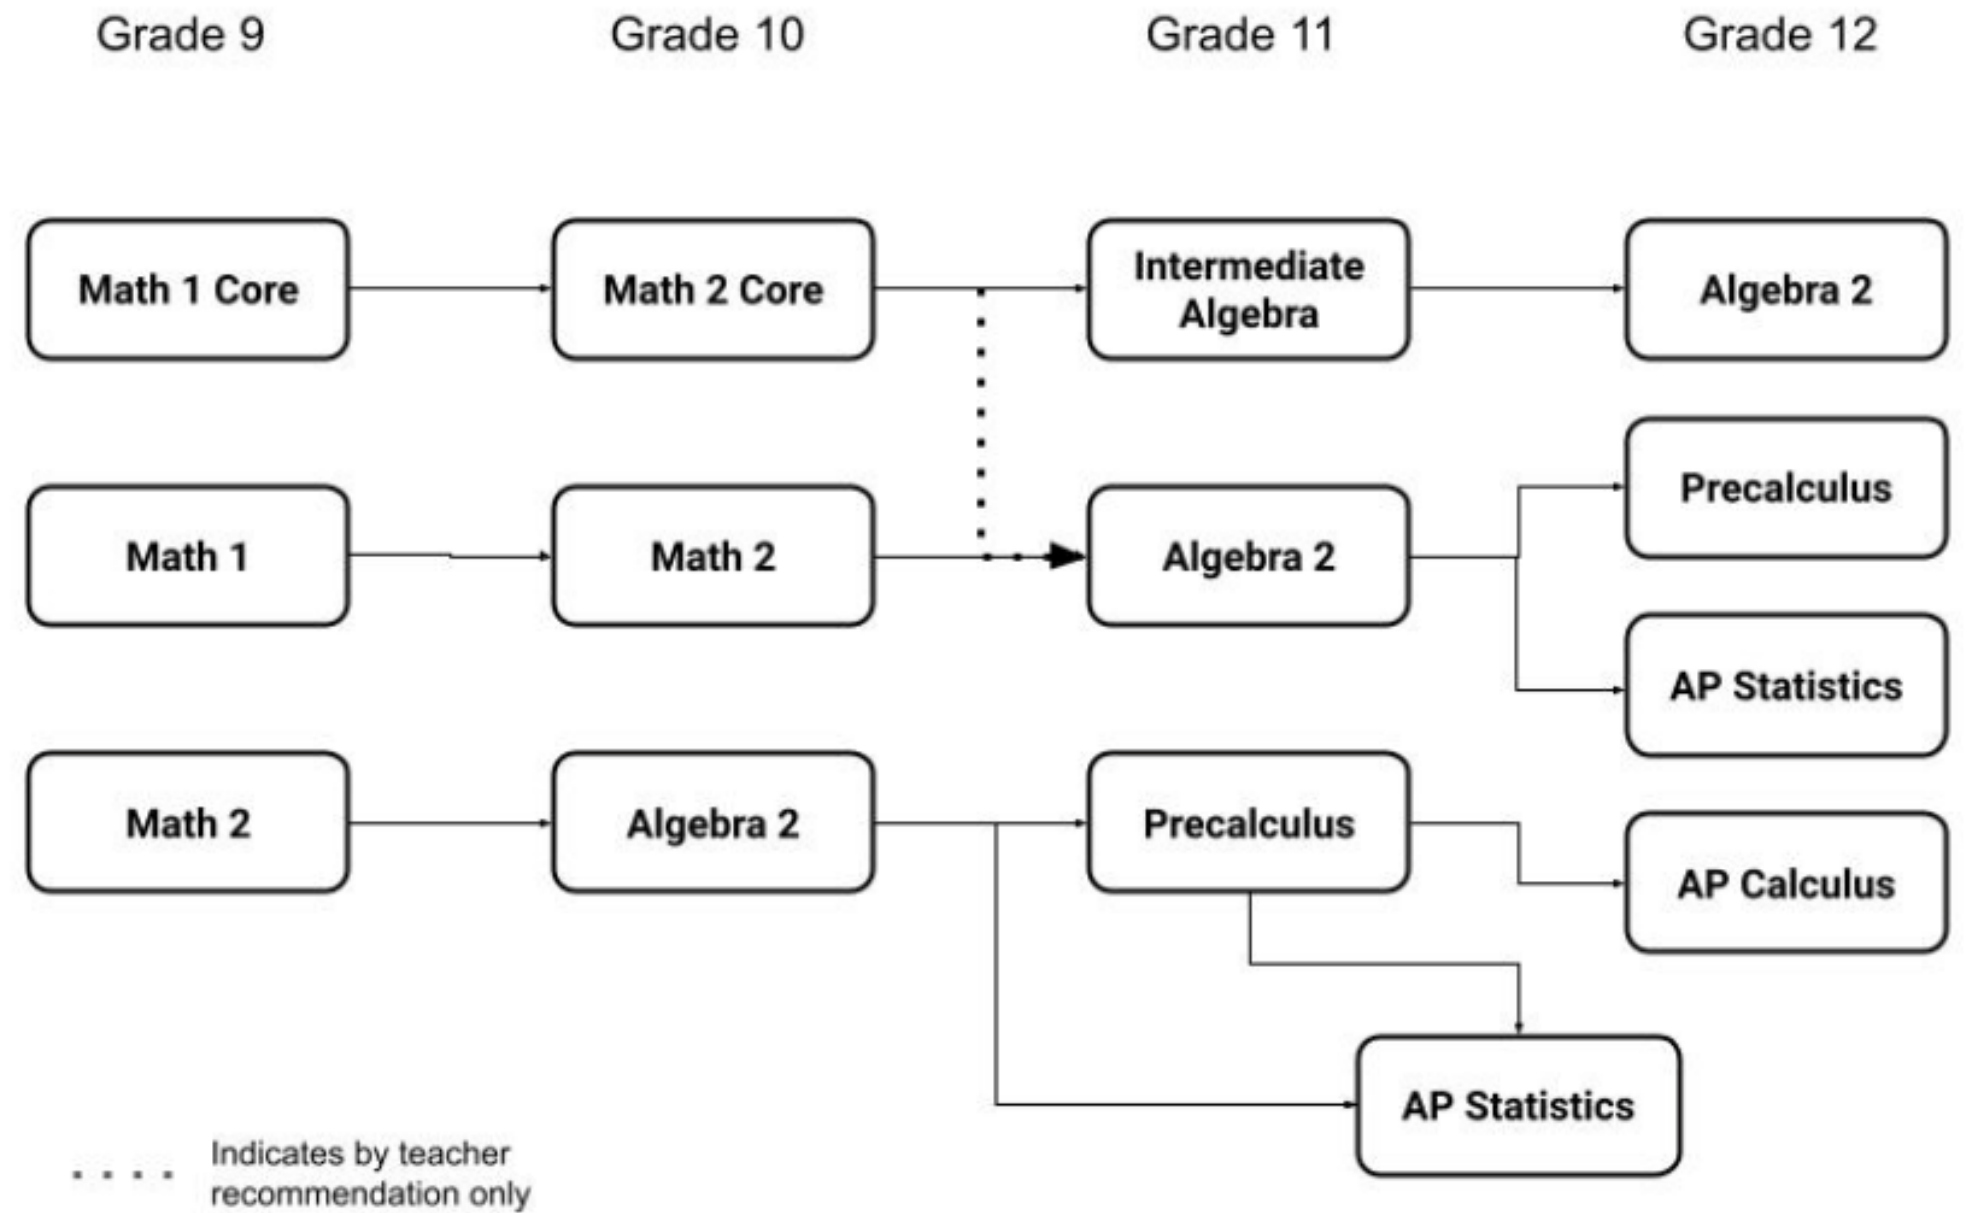 Grade 9
Grade 10
Grade 11
Grade 12
Math 1 Core
Math 2 Core
Intermediate
Algebra
Algebra 2
Precalculus
Math 1
Math 2
Algebra 2
AP Statistics
Math 2
Algebra 2
Precalculus
AP Calculus
AP Statistics
Indicates by teacher
recommendation only